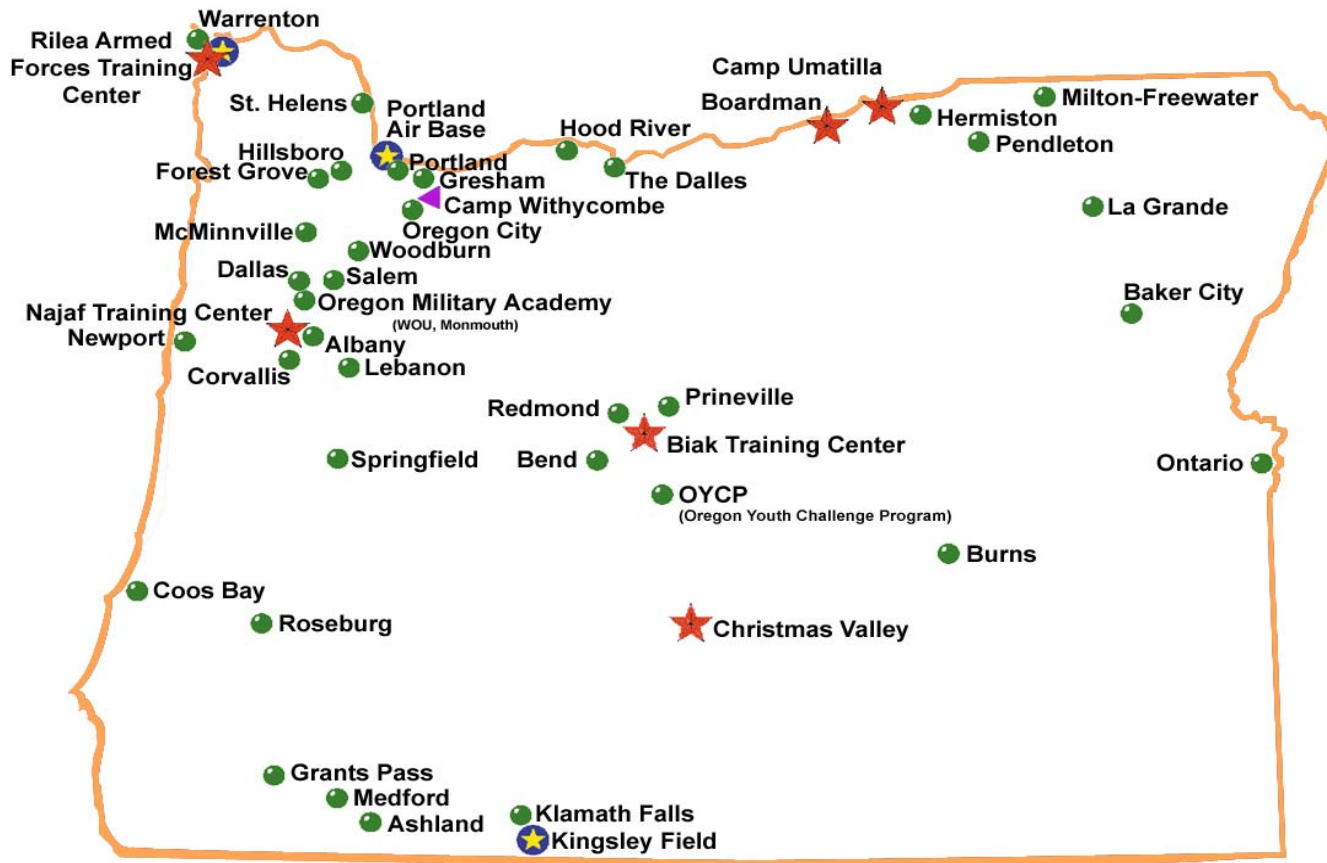 Warrenton
Rilea Armed
Forces Training
Center
St. Helens
Portland
Air Base
Hood River
Camp Umatilla
Boardman
Milton-Freewater
Hermiston
Pendleton
Hillsboro
Forest Grove
Portland
Gresham
The Dalles
Camp Withycombe
La Grande
Oregon City
McMinnville
Woodburn
Dallas
Salem
Oregon Military Academy
(WOU, Monmouth)
Baker City
Najaf Training Center
Newport
Albany
Corvallis
Lebanon
Redmond
Prineville
Biak Training Center
Springfield
Bend
Ontario
OYCP
(Oregon Youth Challenge Program)
Burns
Coos Bay
Roseburg
Christmas Valley
Grants Pass
Medford
Ashland
Klamath Falls
Kingsley Field